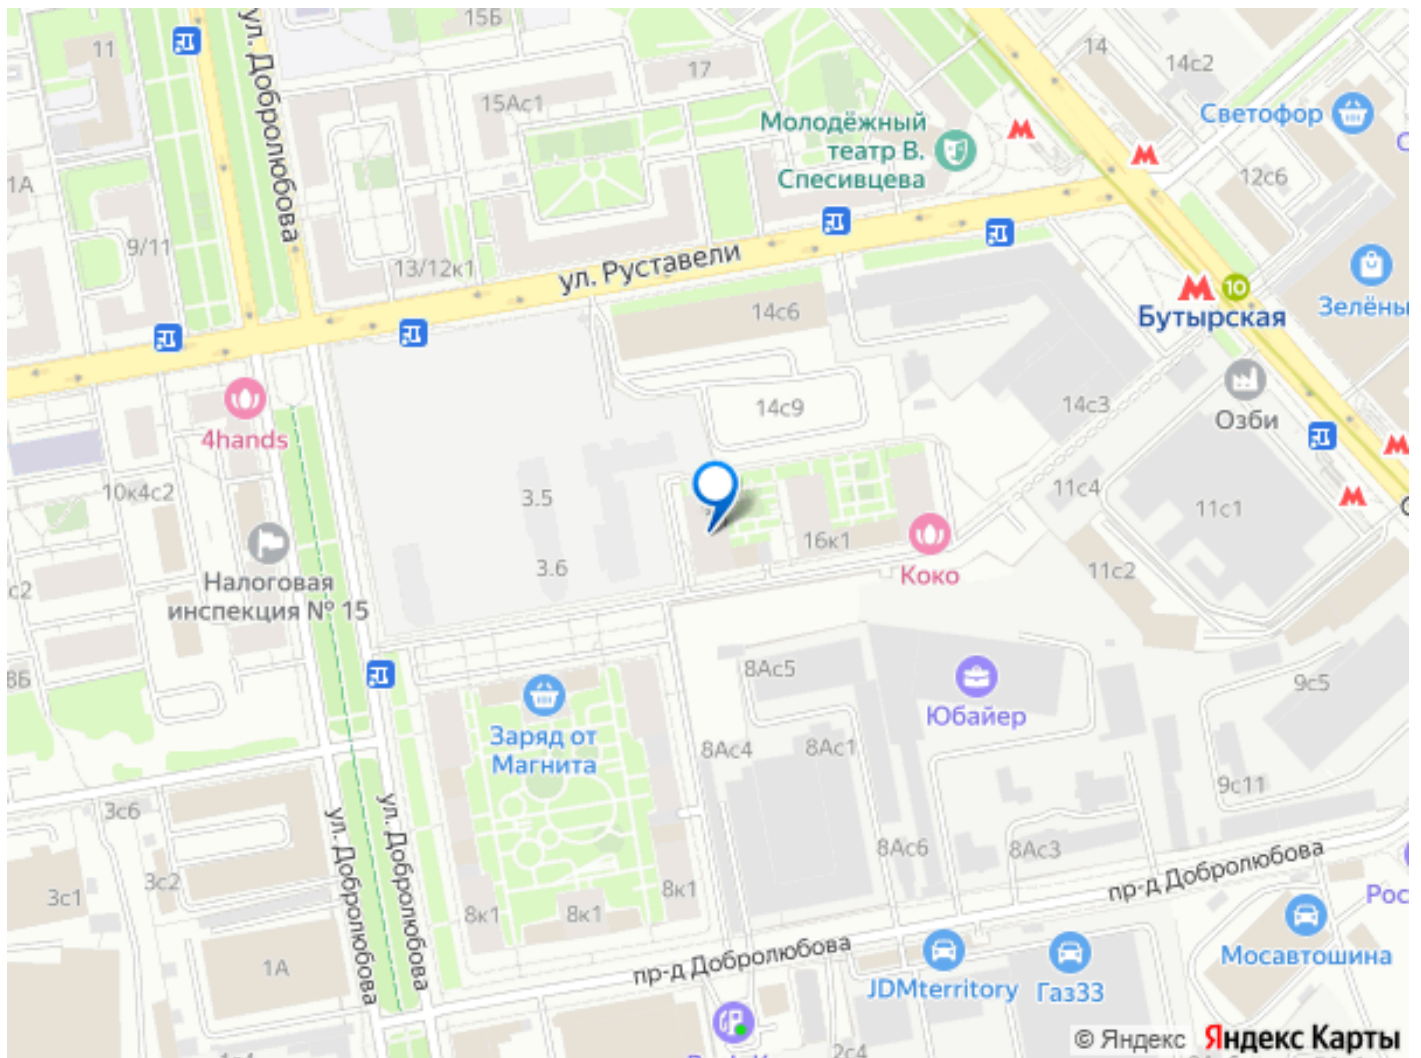 15Б
11
ул. Добролюбова
17
14
14с2
15Ас1
Светофор
Молодёжный
театр В.
Спесивцева
1А
12с6
9/11
13/12к1
ул. Руставели
10
Бутырская
Зелёны
14с6
14с9
14с3
Озби
4hands
10к4с2
3.5
11с4
11с1
16к1
3.6
Коко
11с2
Налоговая
инспекция № 15
с2
8Б
8Ас5
9с5
Юбайер
Заряд от
Магнита
8Ас4
8Ас1
9с11
3с6
ул. Добролюбова
ул. Добролюбова
8Ас6
8Ас3
пр-д Добролюбова
3с2
3с1
8к1
8к1
8к1
Рос
пр-д Добролюбова
Мосавтошина
1А
JDMterritory
Газ33
2с4
© Яндекс Яндекс Карты